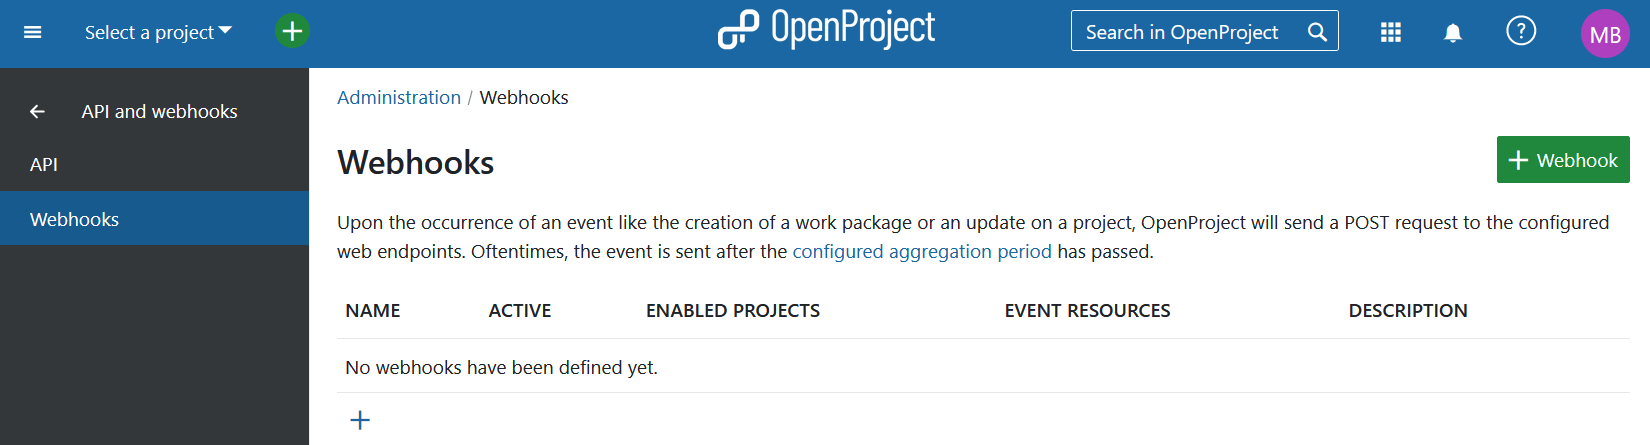 Select a project
OpenProject
Search in OpenProject
?
MB
API and webhooks
API
Webhooks
Administration / Webhooks
Webhooks
+ Webhook
Upon the occurrence of an event like the creation of a work package or an update on a project, OpenProject will send a POST request to the configured
web endpoints. Oftentimes, the event is sent after the configured aggregation period has passed.
NAME ACTIVE ENABLED PROJECTS EVENT RESOURCES DESCRIPTION
No webhooks have been defined yet.
+